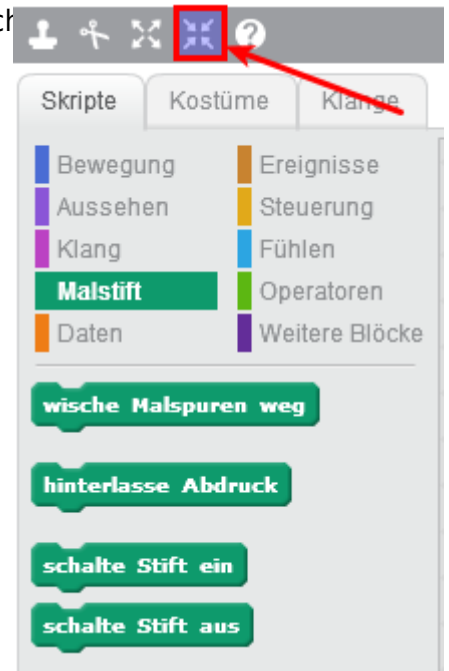 ch
?
Skripte Kostüme Klänge
Bewegung Ereignisse
Aussehen Steuerung
Klang Fühlen
Malstift Operatoren
Daten Weitere Blöcke
wische Malspuren weg
hinterlasse Abdruck
schalte Stift ein
schalte Stift aus